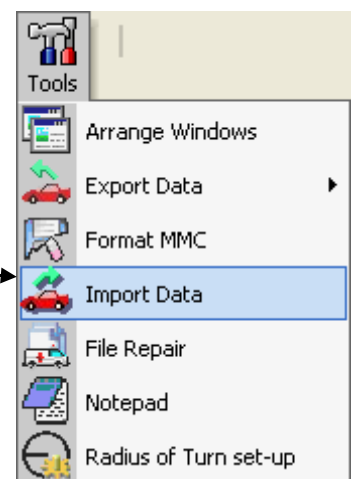 Tools
Arrange Windows
Export Data
Format MMC
Import Data
File Repair
Notepad
Radius of Turn set-up